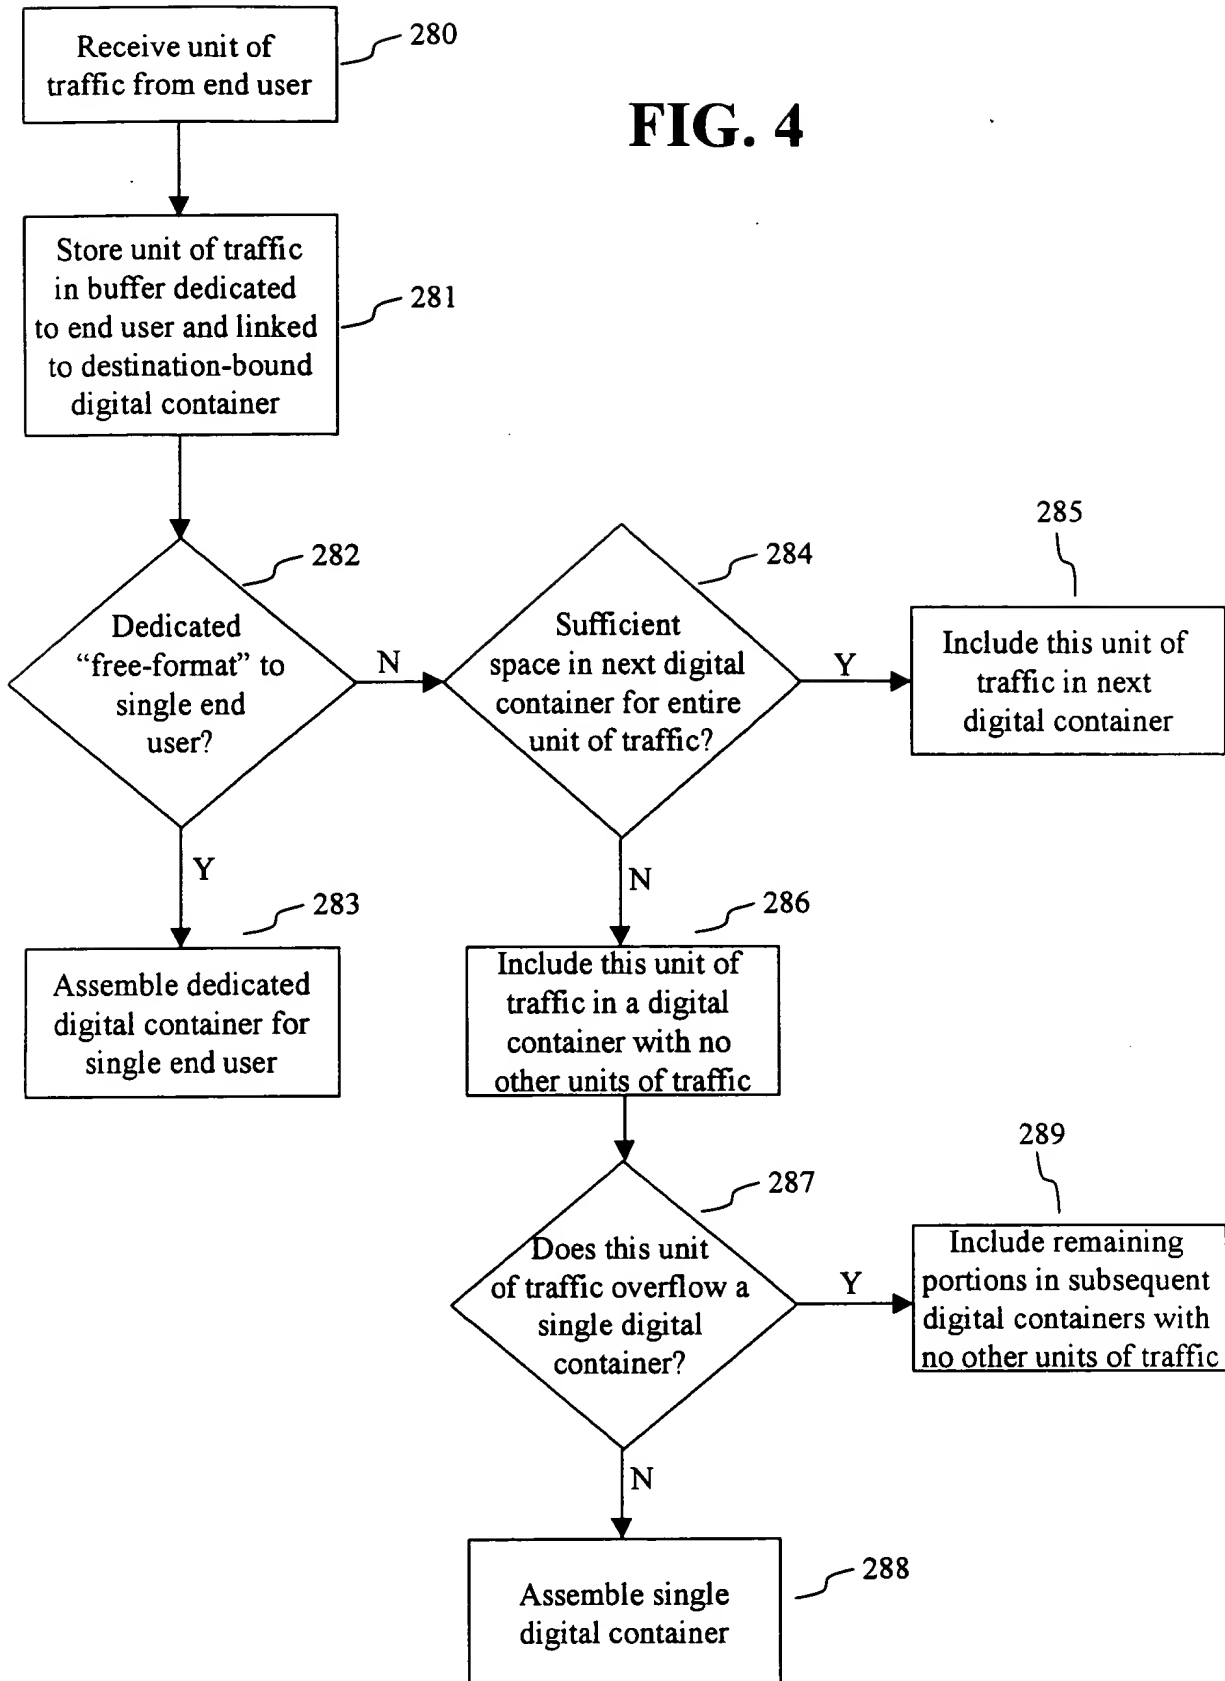 Receive unit of
traffic from end user
280
FIG. 4
Store unit of traffic
in buffer dedicated
to end user and linked
to destination-bound
digital container
281
Dedicated
“free-format” to
single end
user?
282
N
Y
Sufficient
space in next digital
container for entire
unit of traffic?
284
Y
N
285
Include this unit of
traffic in next
digital container
283
Assemble dedicated
digital container for
single end user
286
Include this unit of
traffic in a digital
container with no
other units of traffic
287
Does this unit
of traffic overflow a
single digital
container?
Y
N
289
Include remaining
portions in subsequent
digital containers with
no other units of traffic
288
Assemble single
digital container